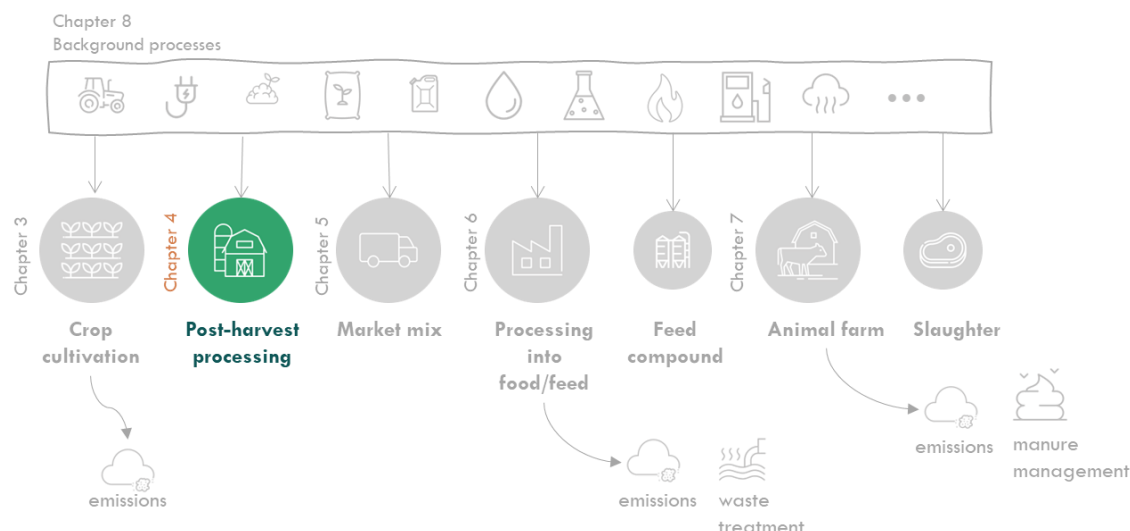 Chapter 8
Background processes
Chapter 3
Chapter 4
Chapter 5
Chapter 6
Chapter 7
Crop
cultivation
Post-harvest
processing
Market mix
Processing
into
food/feed
Feed
compound
Animal farm
Slaughter
emissions
emissions
waste
treatment
emissions
manure
management